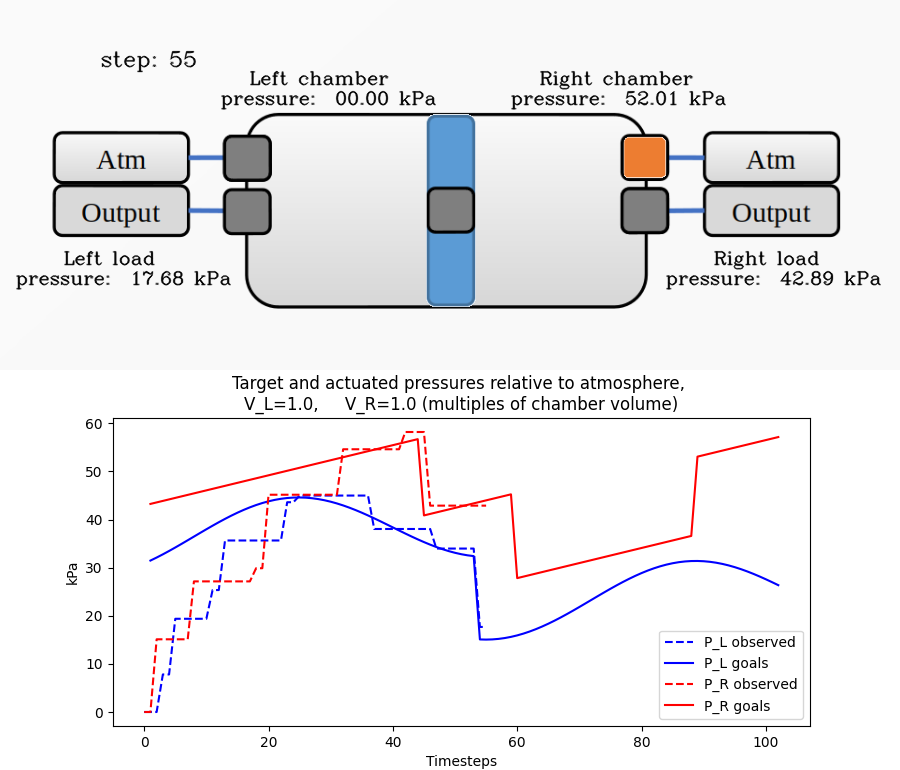 step: 55
Left chamber
pressure: 00.00 kPa
Right chamber
pressure: 52.01 kPa
Atm
Output
Atm
Output
Left load
pressure: 17.68 kPa
Right load
pressure: 42.89 kPa
Target and actuated pressures relative to atmosphere,
V_L=1.0, V_R=1.0 (multiples of chamber volume)
60
50
40
30
20
10
0
kPa
0 20 40 60 80 100
Timesteps
P_L observed
P_L goals
P_R observed
P_R goals